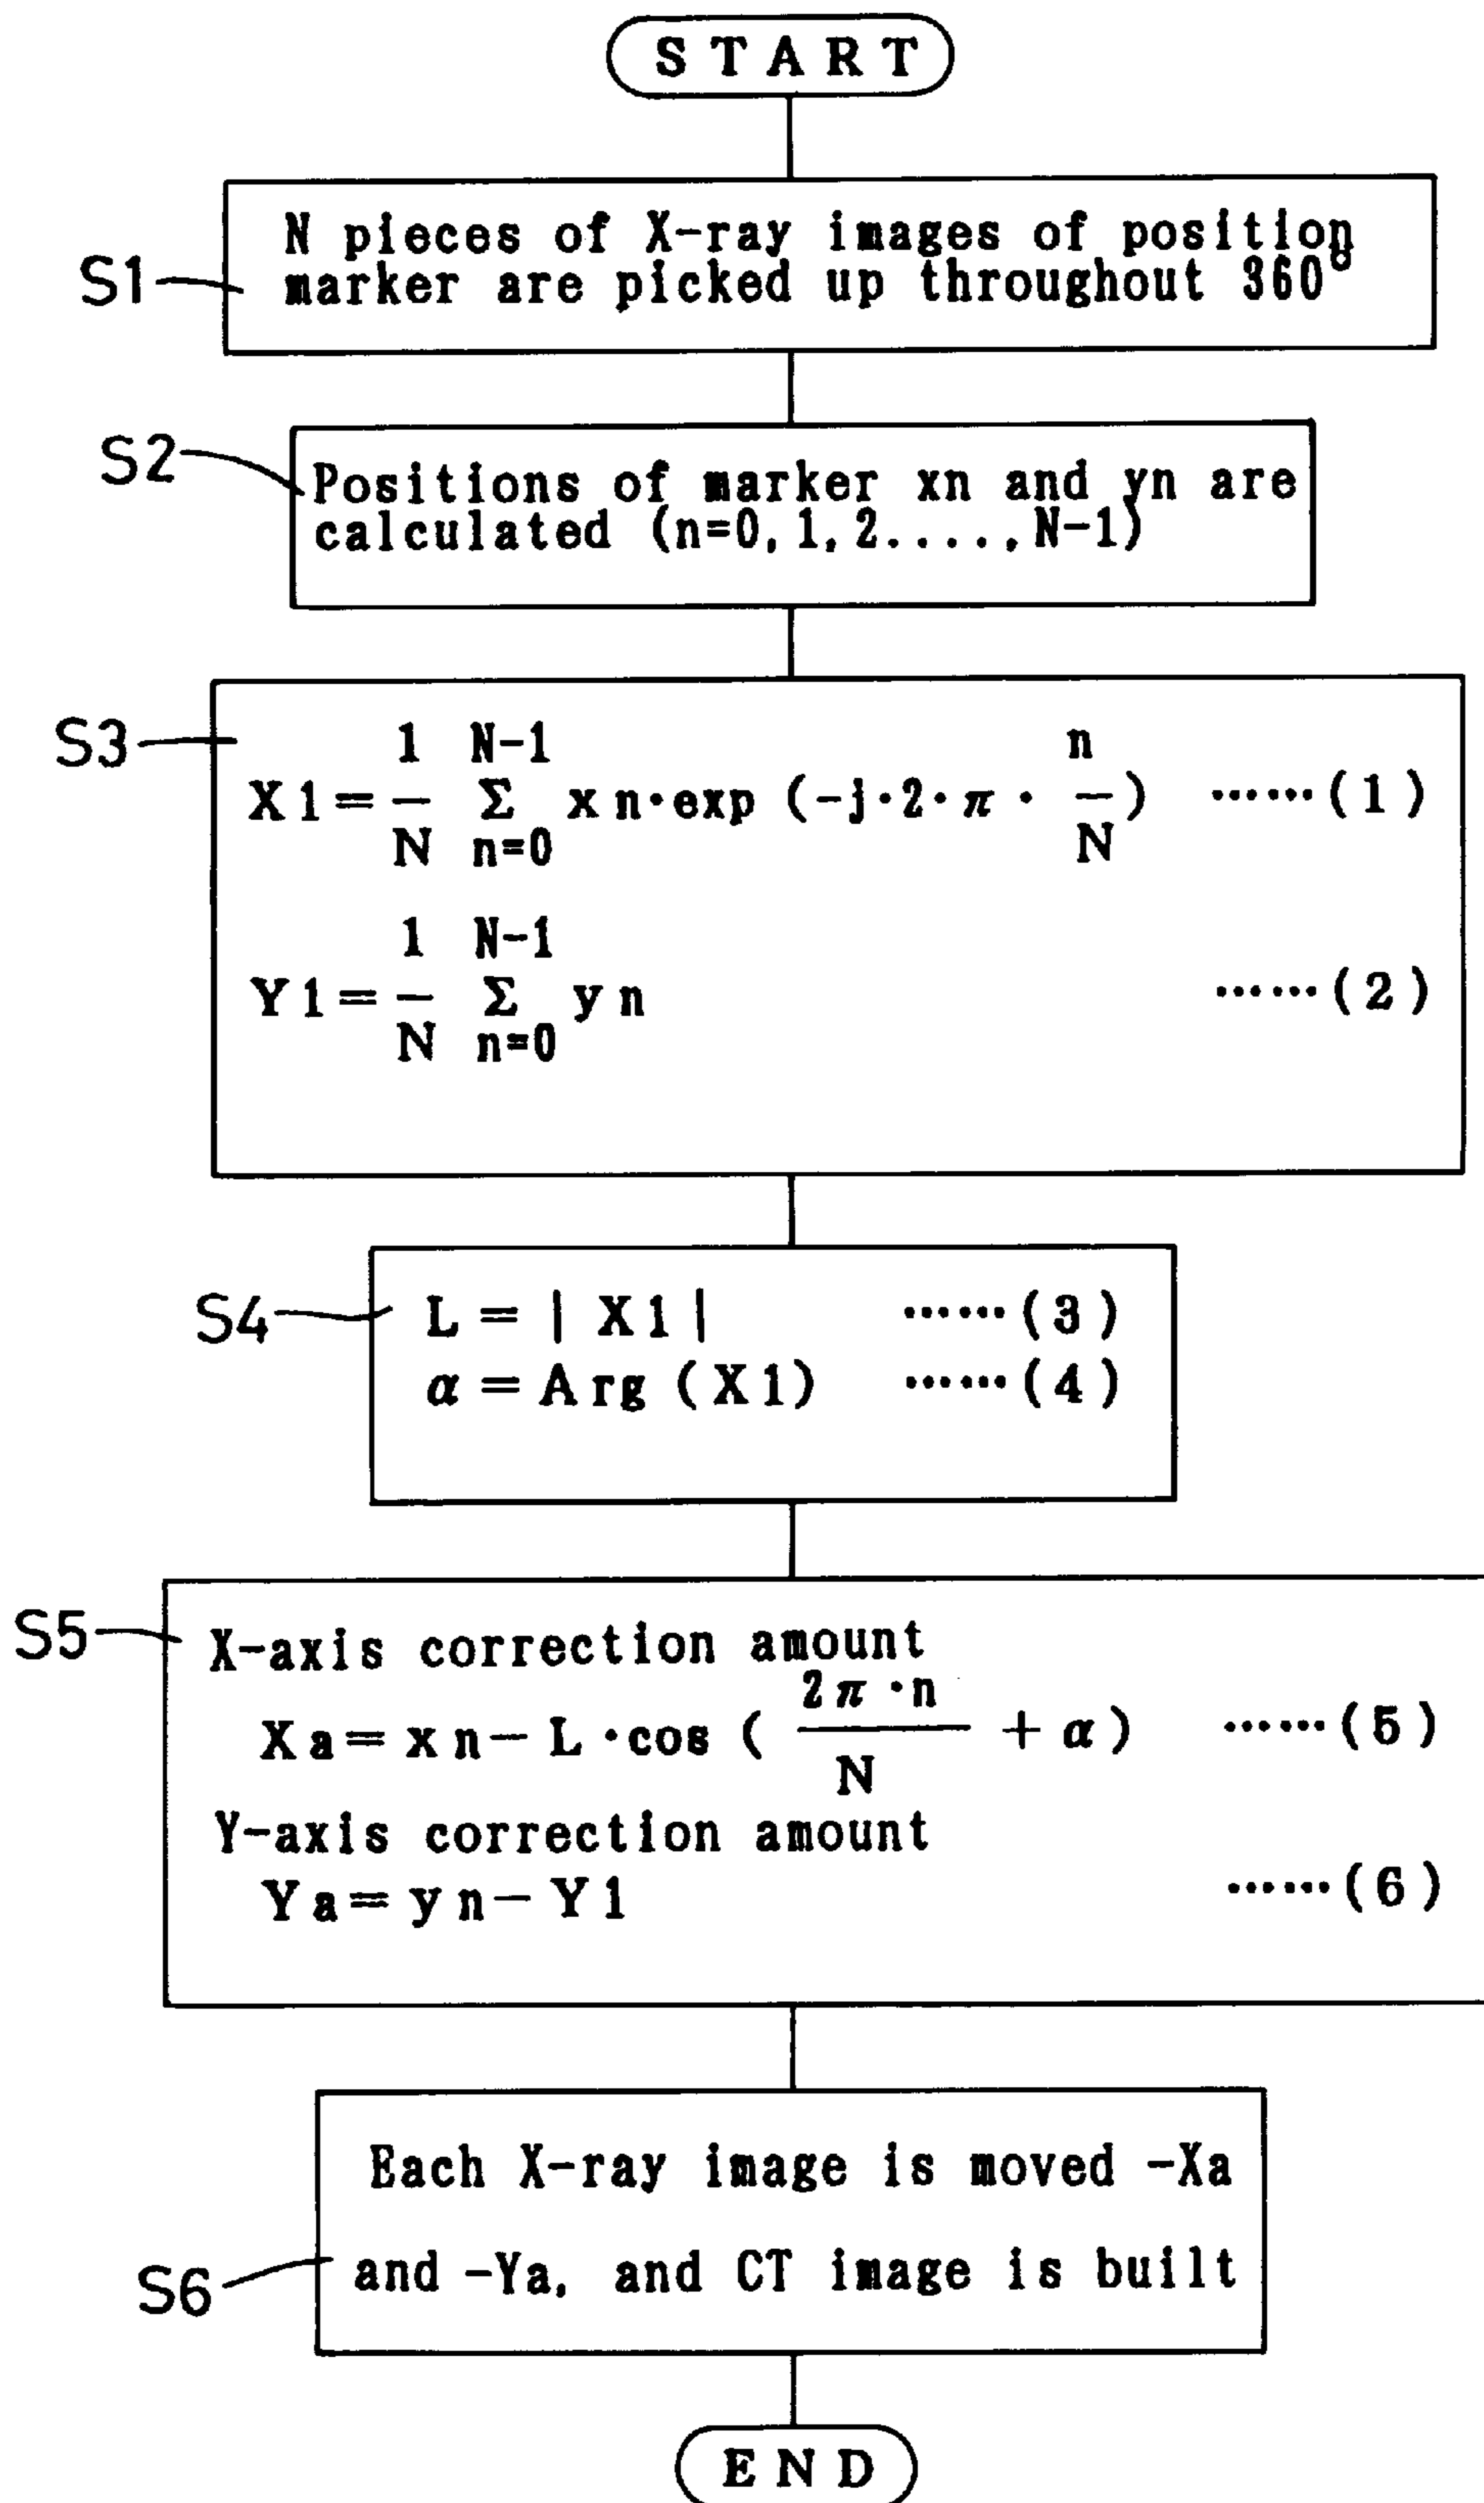 START
S1
N pieces of X-ray images of position
marker are picked up throughout 360°
S2
Positions of marker xn and yn are
calculated (n=0,1,2.....,N-1)
S3
1 N-1 n
X1=— Σ xn·exp (-j·2·π· —) ······(1)
N n=0 N
1 N-1
Y1=— Σ yn ······(2)
N n=0
S4
L=|X1| ······(3)
α=Arg(X1) ······(4)
S5
X-axis correction amount
2π·n
Xa=xn-L·cos(——+α) ······(5)
N
Y-axis correction amount
Ya=yn-Y1 ······(6)
Each X-ray image is moved -Xa
S6
and -Ya, and CT image is built
END